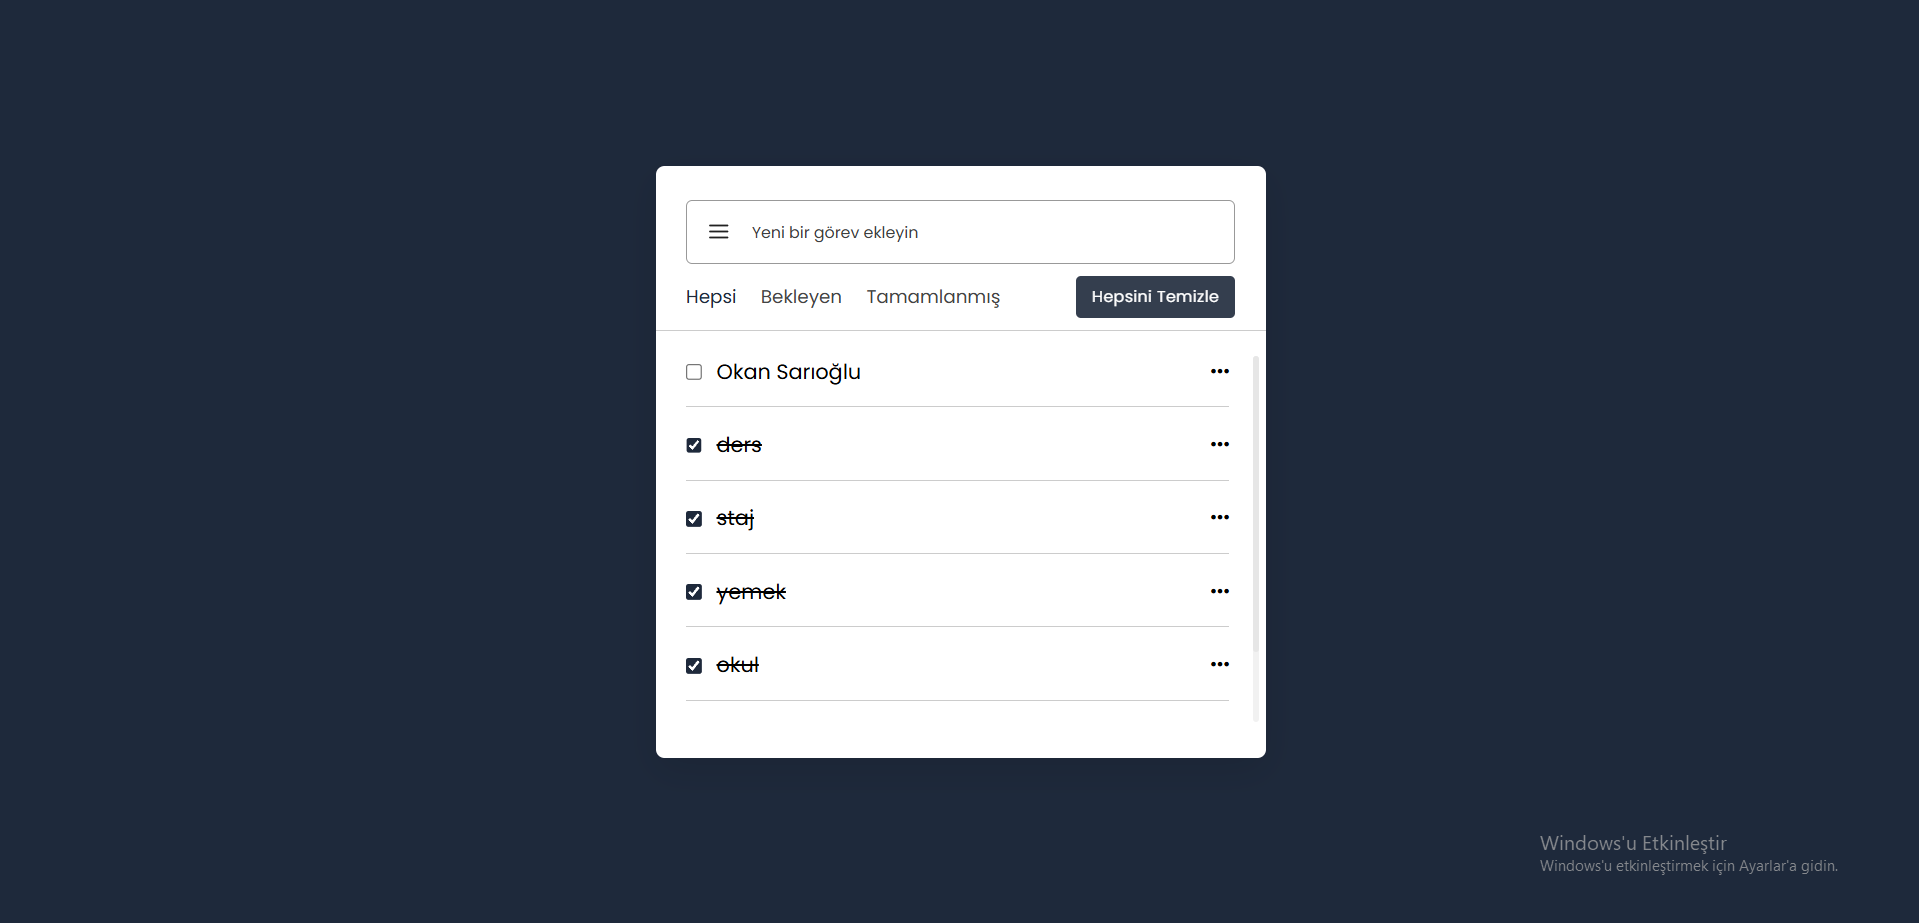 Yeni bir görev ekleyin
Hepsi Bekleyen Tamamlanmış Hepsini Temizle
Okan Sarıoğlu
ders
staj
yemek
okul
Windows'u Etkinleştir
Windows'u etkinleştirmek için Ayarlar'a gidin.